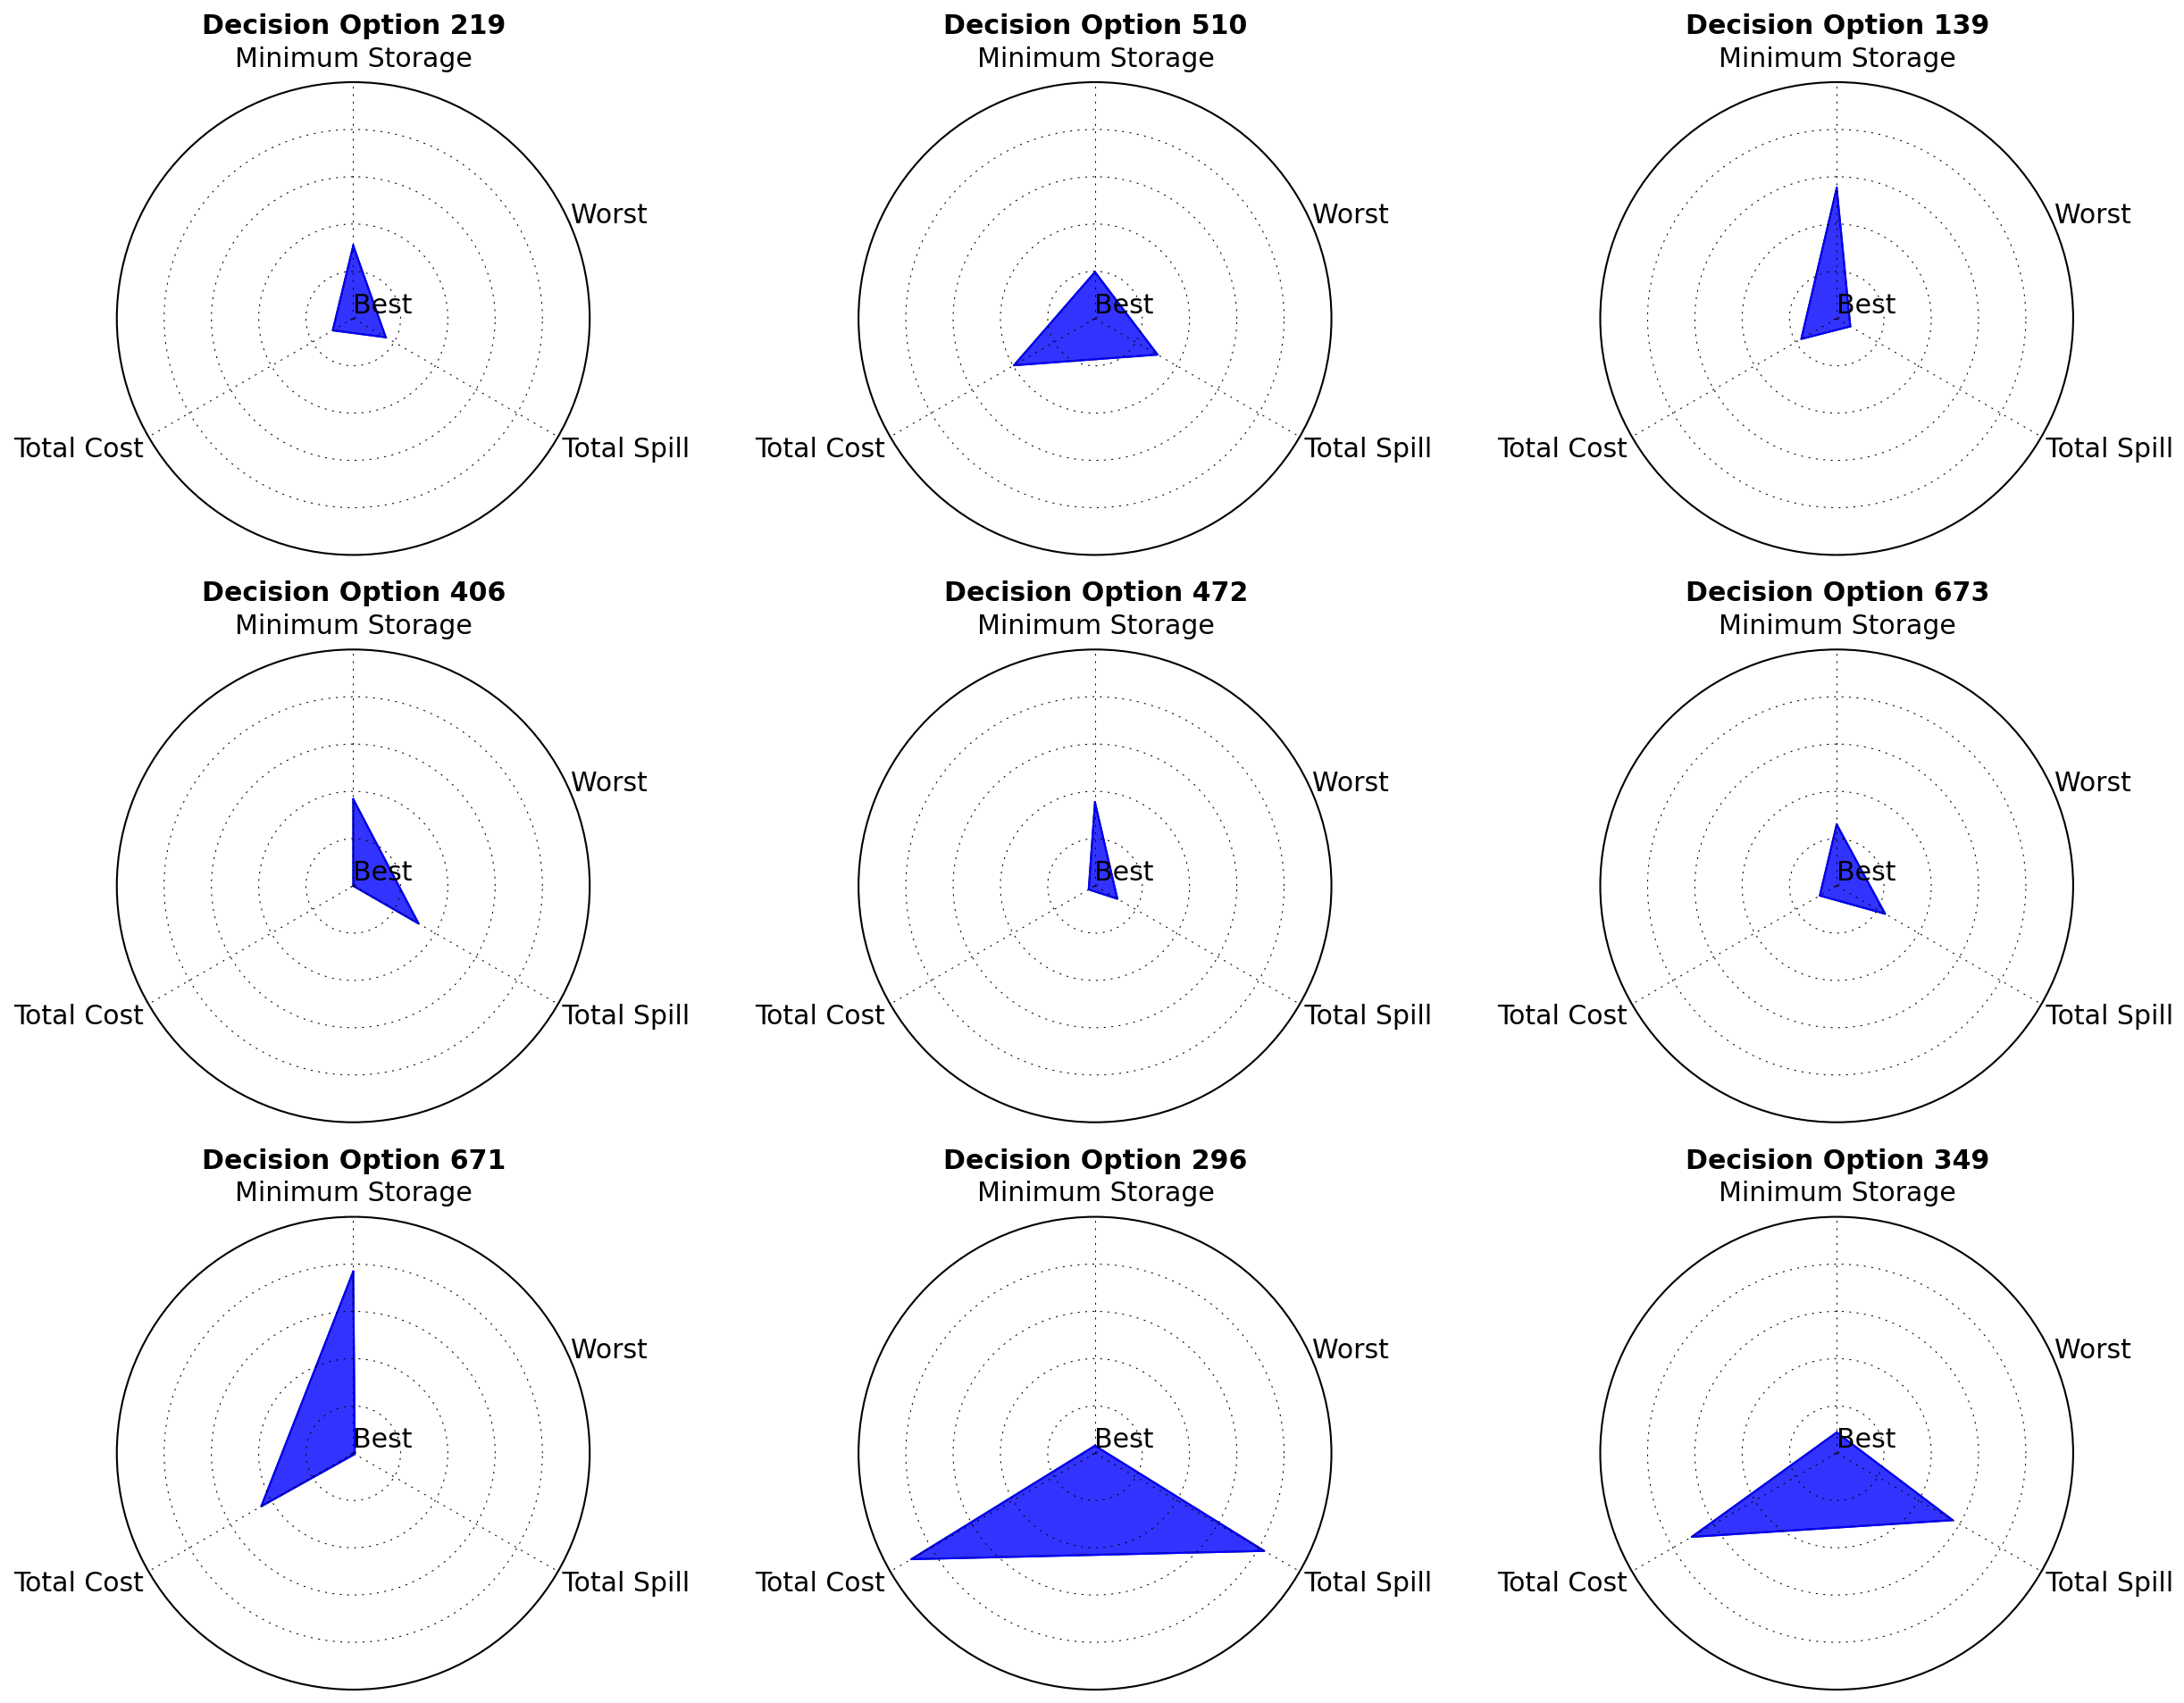 Decision Option 219
Minimum Storage
Worst
Best
Total Cost
Total Spill
Decision Option 510
Minimum Storage
Worst
Best
Total Cost
Total Spill
Decision Option 139
Minimum Storage
Worst
Best
Total Cost
Total Spill
Decision Option 406
Minimum Storage
Worst
Best
Total Cost
Total Spill
Decision Option 472
Minimum Storage
Worst
Best
Total Cost
Total Spill
Decision Option 673
Minimum Storage
Worst
Best
Total Cost
Total Spill
Decision Option 671
Minimum Storage
Worst
Best
Total Cost
Total Spill
Decision Option 296
Minimum Storage
Worst
Best
Total Cost
Total Spill
Decision Option 349
Minimum Storage
Worst
Best
Total Cost
Total Spill